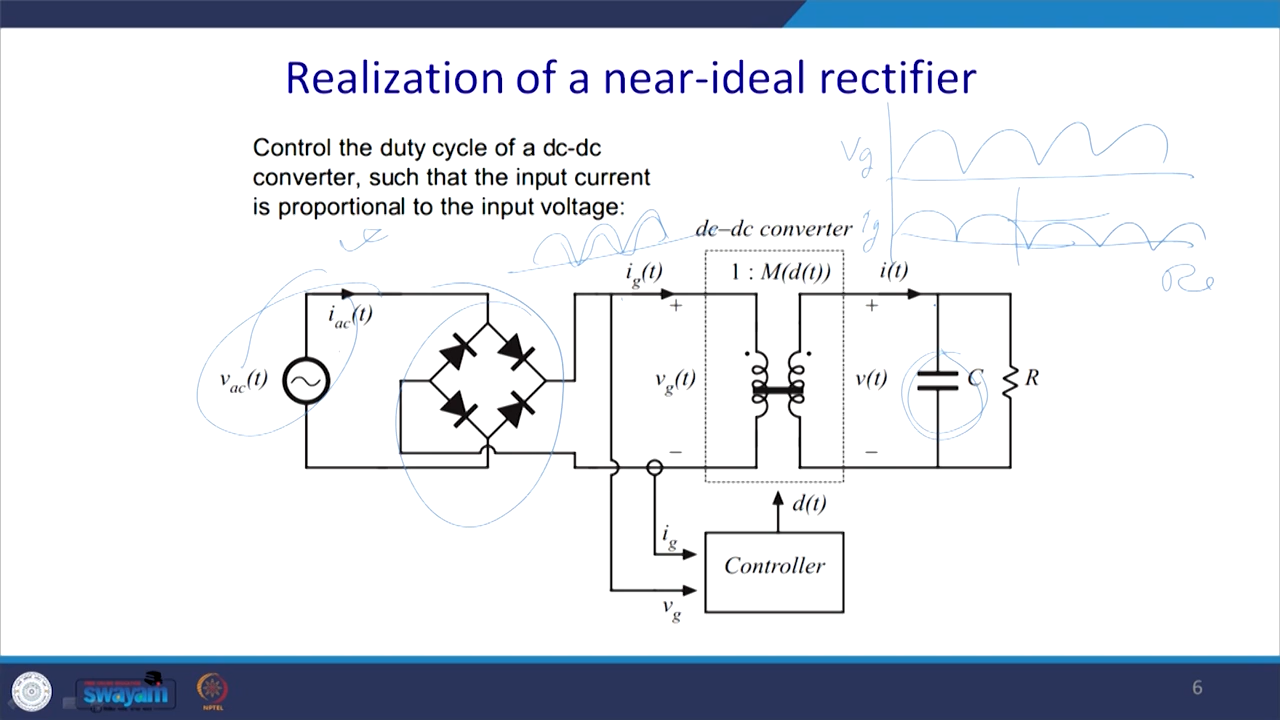 Realization of a near-ideal rectifier
Control the duty cycle of a dc-dc
converter, such that the input current
is proportional to the input voltage:
Vg
ig
Re
dc–dc converter
1 : M(d(t))
iac(t)
ig(t)
i(t)
+
+
vac(t)
vg(t)
v(t)
C
R
–
–
d(t)
ig
Controller
vg
swayam
NPTEL
6